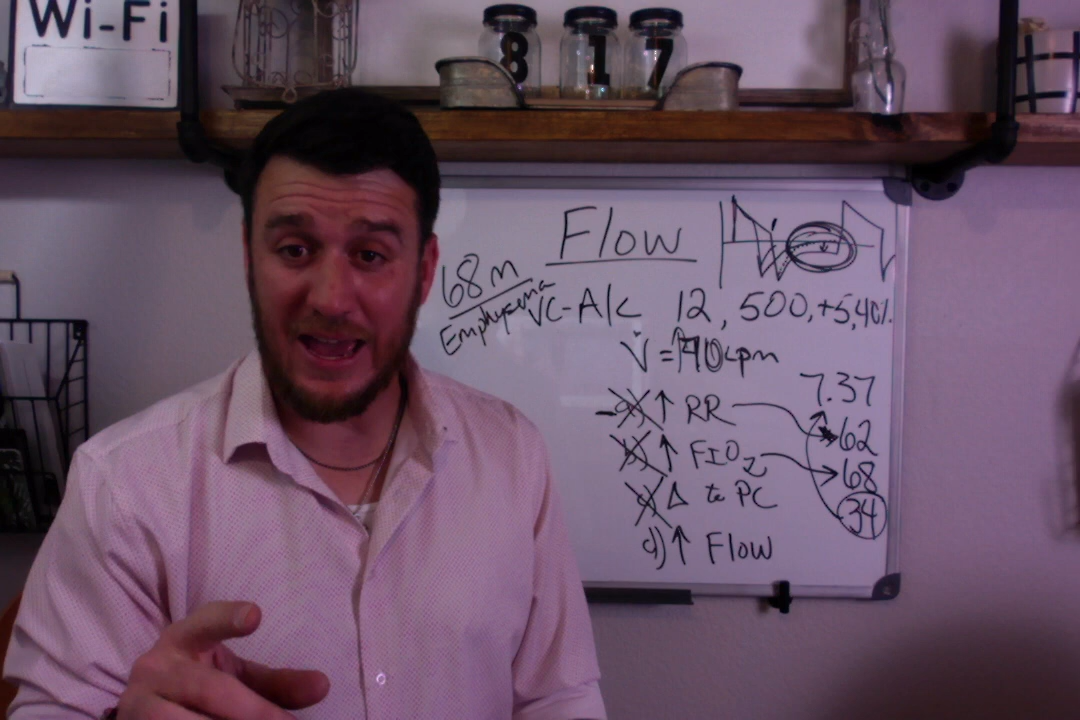 Wi-Fi
8 1 7
Flow
68 m
Emphysema
VC-A/C 12, 500, +5, 40%
V̇ = 40 Lpm
a) ↑ RR
b) ↑ FIO2
c) Δ to PC
d) ↑ Flow
7.37
62
68
34